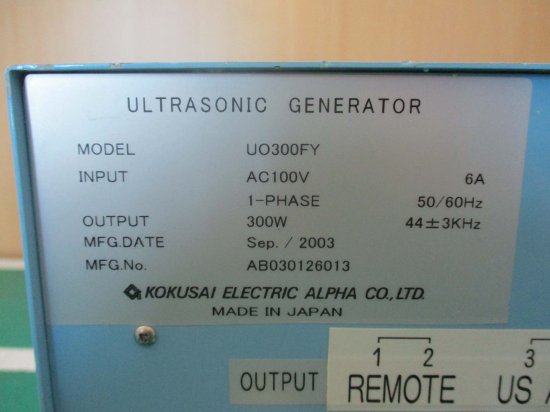 ULTRASONIC GENERATOR
MODEL UO300FY
INPUT AC100V 6A
1-PHASE 50/60Hz
OUTPUT 300W 44±3KHz
MFG.DATE Sep. / 2003
MFG.No. AB030126013
KOKUSAI ELECTRIC ALPHA CO.,LTD.
MADE IN JAPAN
1 2 3
OUTPUT REMOTE US